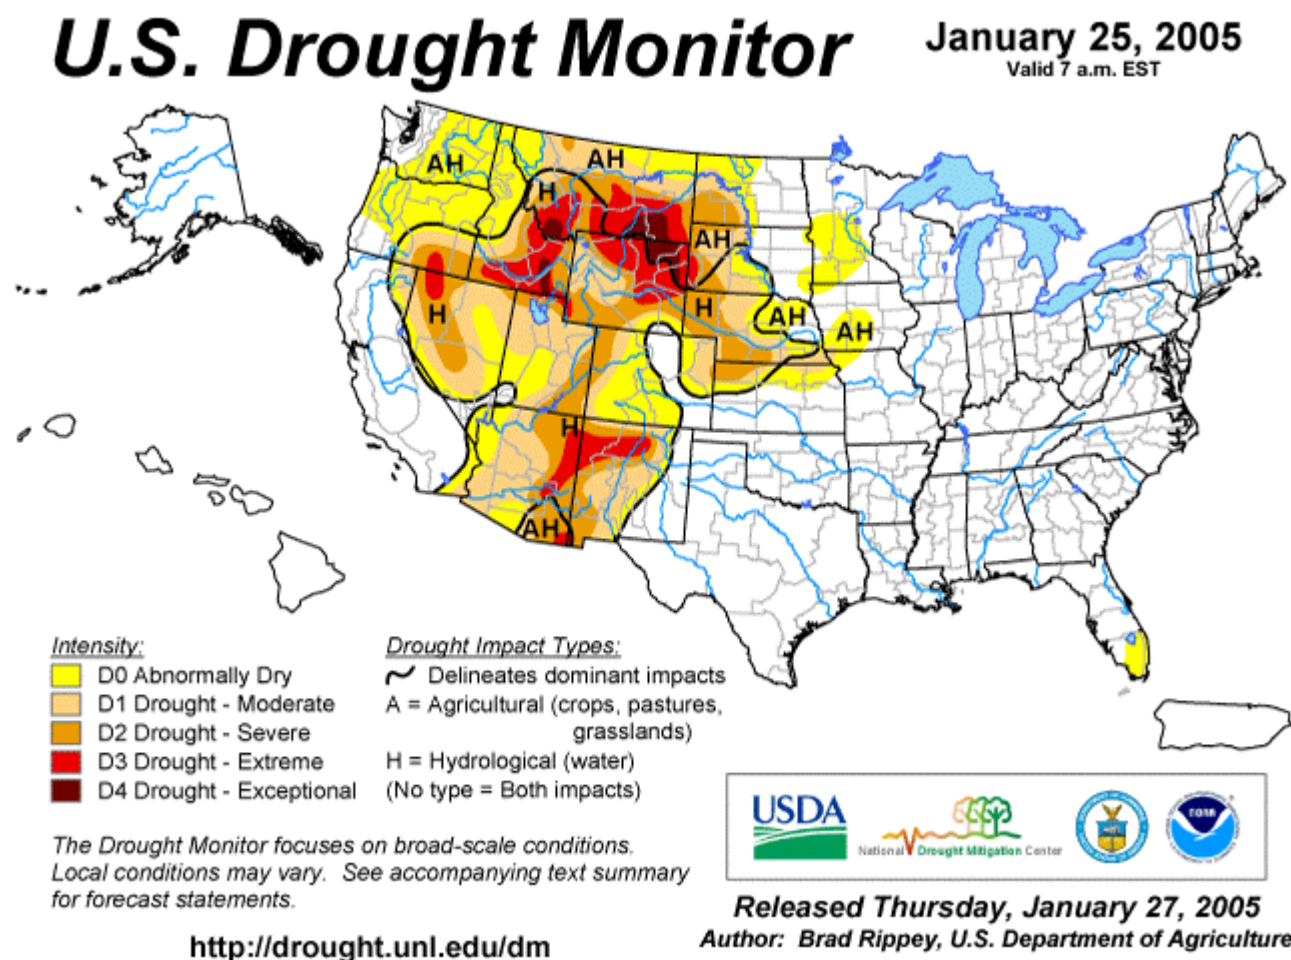 U.S. Drought Monitor
January 25, 2005
Valid 7 a.m. EST
AH
AH
H
AH
H
H
AH
AH
H
AH
Intensity:
D0 Abnormally Dry
D1 Drought - Moderate
D2 Drought - Severe
D3 Drought - Extreme
D4 Drought - Exceptional
Drought Impact Types:
Delineates dominant impacts
A = Agricultural (crops, pastures,
grasslands)
H = Hydrological (water)
(No type = Both impacts)
The Drought Monitor focuses on broad-scale conditions.
Local conditions may vary. See accompanying text summary
for forecast statements.
http://drought.unl.edu/dm
USDA
National Drought Mitigation Center
Released Thursday, January 27, 2005
Author: Brad Rippey, U.S. Department of Agriculture